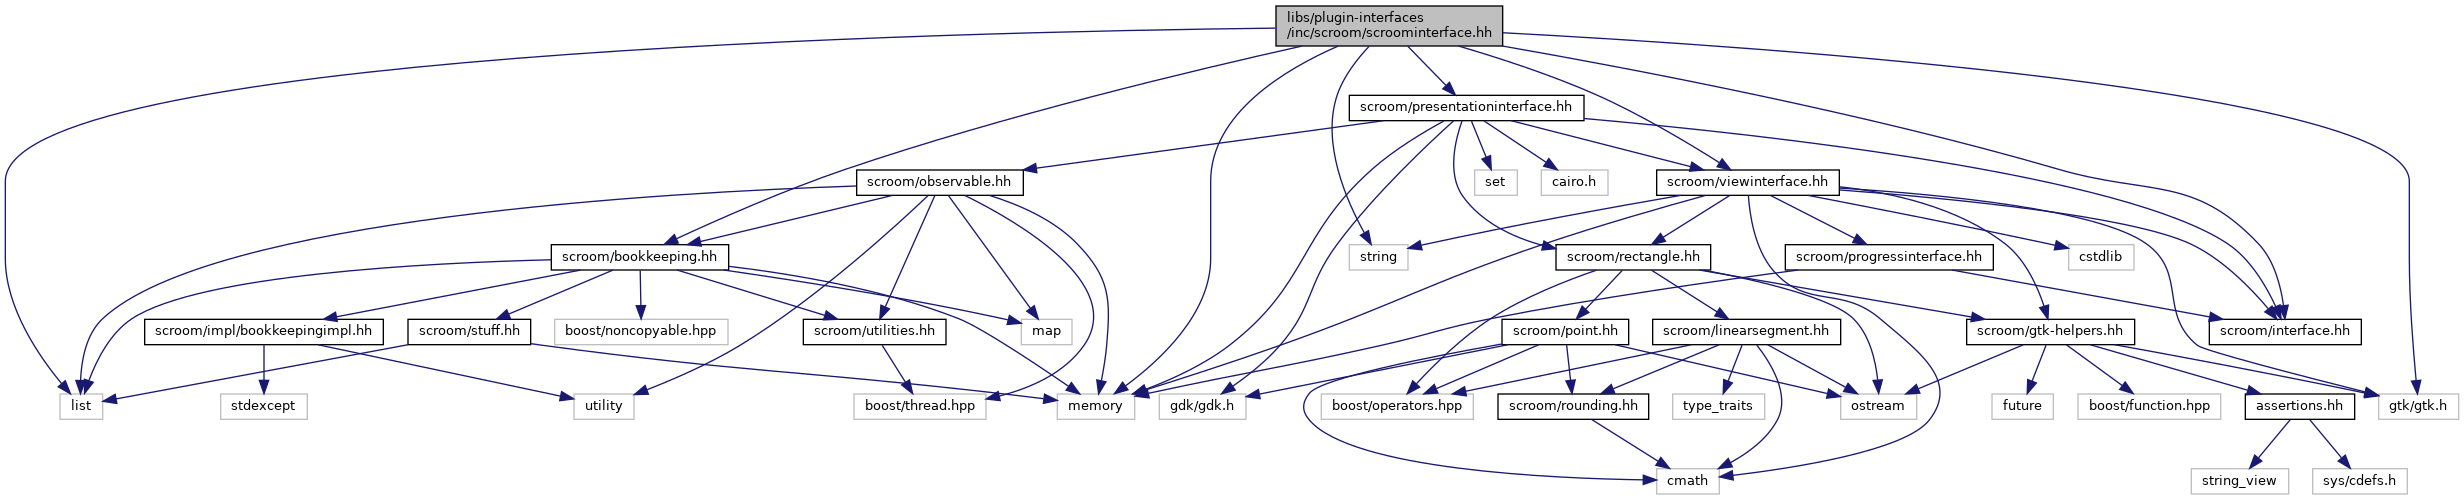 libs/plugin-interfaces
/inc/scroom/scroominterface.hh
scroom/presentationinterface.hh
scroom/observable.hh
set
cairo.h
scroom/viewinterface.hh
scroom/bookkeeping.hh
string
scroom/rectangle.hh
scroom/progressinterface.hh
cstdlib
scroom/impl/bookkeepingimpl.hh
scroom/stuff.hh
boost/noncopyable.hpp
scroom/utilities.hh
map
scroom/point.hh
scroom/linearsegment.hh
scroom/gtk-helpers.hh
scroom/interface.hh
list
stdexcept
utility
boost/thread.hpp
memory
gdk/gdk.h
boost/operators.hpp
scroom/rounding.hh
type_traits
ostream
future
boost/function.hpp
assertions.hh
gtk/gtk.h
cmath
string_view
sys/cdefs.h